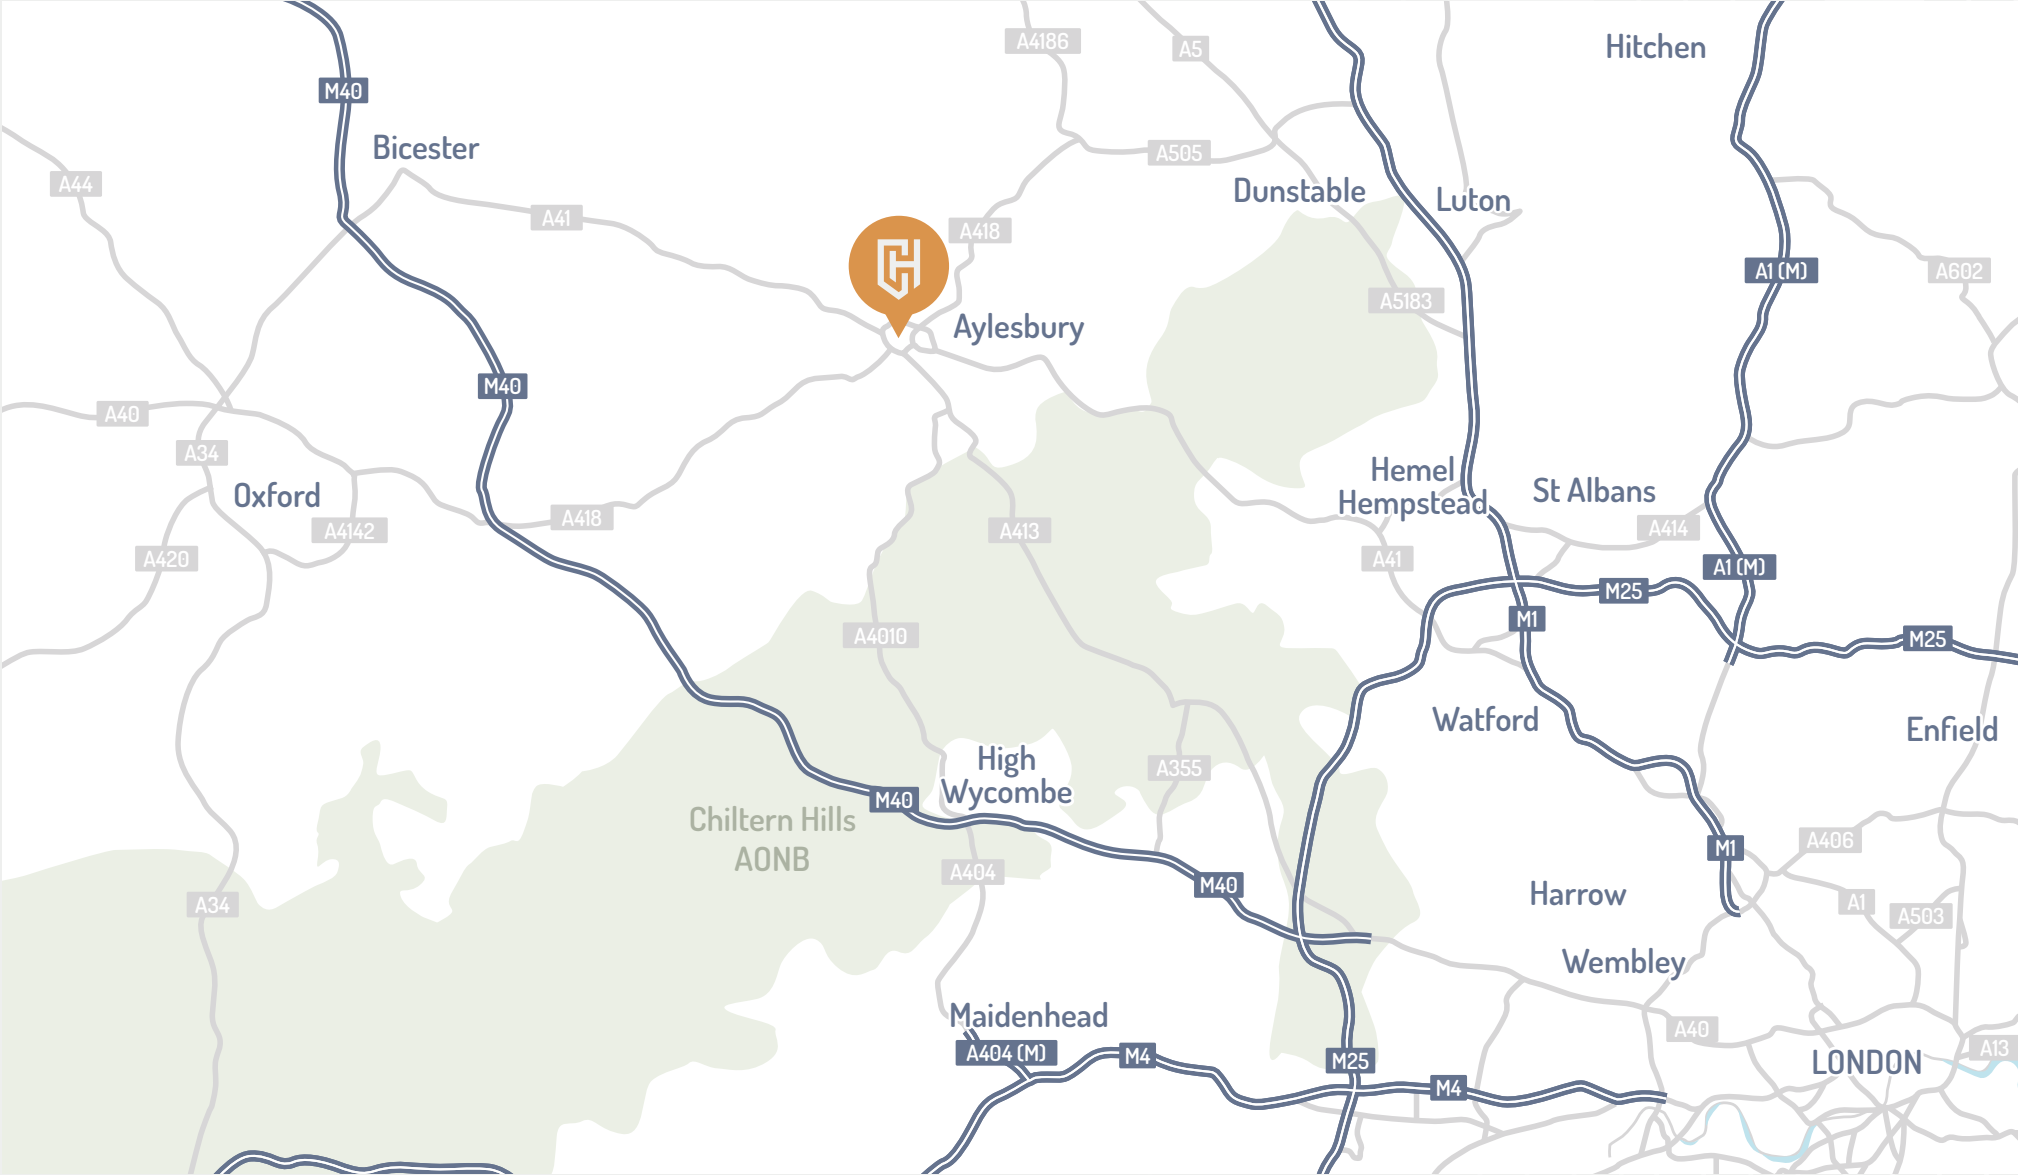 A4186
A5
Hitchen
M40
Bicester
A505
A44
Dunstable
Luton
A41
A418
CH
A1 (M)
A602
A5183
Aylesbury
M40
A40
A34
Hemel
Hempstead
St Albans
Oxford
A418
A4142
A413
A414
A420
A41
A1 (M)
M25
M1
A4010
M25
Watford
Enfield
High
Wycombe
A355
M40
Chiltern Hills
AONB
A406
M1
A404
M40
Harrow
A1
A503
A34
Wembley
Maidenhead
A40
A404 (M)
M4
M25
LONDON
A13
M4